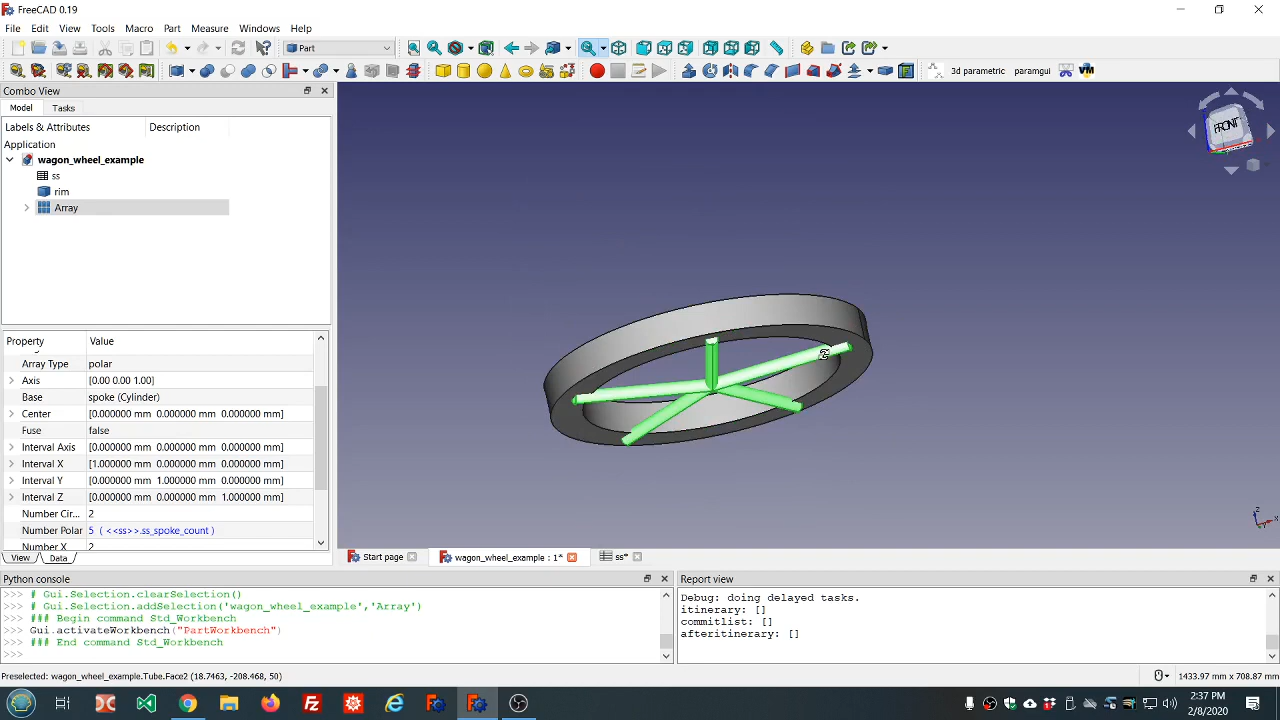 FreeCAD 0.19
File Edit View Tools Macro Part Measure Windows Help
Part
3d parametric paramgui
Combo View
Model Tasks
Labels & Attributes Description
Application
wagon_wheel_example
ss
rim
Array
Property Value
Array Type polar
Axis [0.00 0.00 1.00]
Base spoke (Cylinder)
Center [0.000000 mm 0.000000 mm 0.000000 mm]
Fuse false
Interval Axis [0.000000 mm 0.000000 mm 0.000000 mm]
Interval X [1.000000 mm 0.000000 mm 0.000000 mm]
Interval Y [0.000000 mm 1.000000 mm 0.000000 mm]
Interval Z [0.000000 mm 0.000000 mm 1.000000 mm]
Number Cir... 2
Number Polar 5 ( <<ss>>.ss_spoke_count )
Number X 2
View Data
FRONT
Z
X
Start page wagon_wheel_example : 1* ss*
Python console
>>> # Gui.Selection.clearSelection()
>>> # Gui.Selection.addSelection('wagon_wheel_example','Array')
>>> ### Begin command Std_Workbench
>>> Gui.activateWorkbench("PartWorkbench")
>>> ### End command Std_Workbench
>>>
Report view
Debug: doing delayed tasks.
itinerary: []
commitlist: []
afteritinerary: []
Preselected: wagon_wheel_example.Tube.Face2 (18.7463, -208.468, 50)
1433.97 mm x 708.87 mm
2:37 PM
2/8/2020